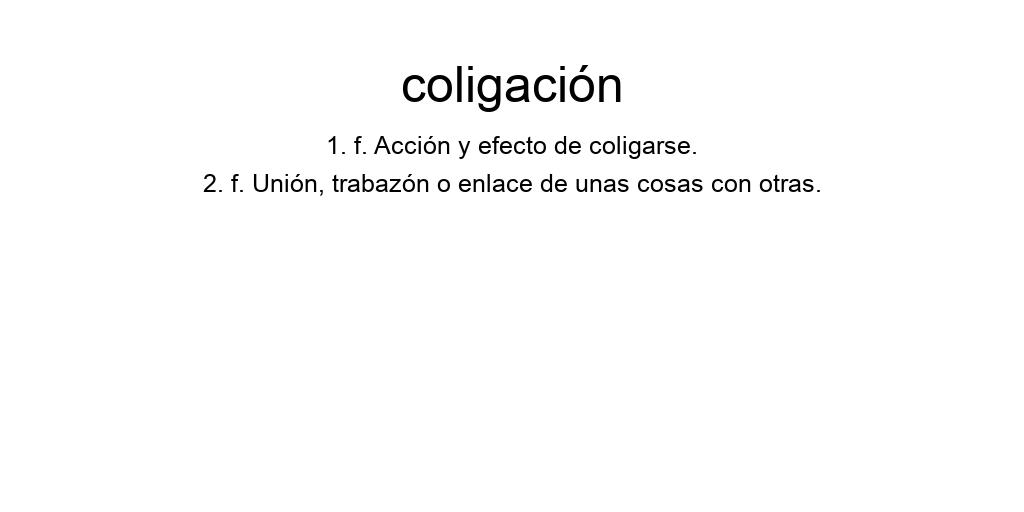 coligación
1. f. Acción y efecto de coligarse.
2. f. Unión, trabazón o enlace de unas cosas con otras.